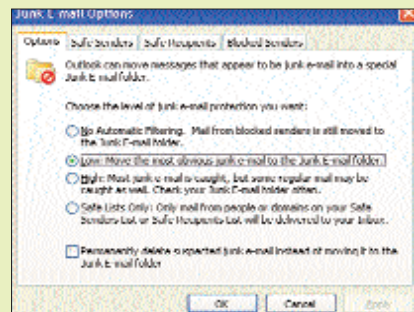 Junk E-mail Options
Options Safe Senders Safe Recipients Blocked Senders
Outlook can move messages that appear to be junk e-mail into a special
Junk E-mail folder.
Choose the level of junk e-mail protection you want:
No Automatic Filtering. Mail from blocked senders is still moved to
the Junk E-mail folder.
Low: Move the most obvious junk e-mail to the Junk E-mail folder.
High: Most junk e-mail is caught, but some regular mail may be
caught as well. Check your Junk E-mail folder often.
Safe Lists Only: Only mail from people or domains on your Safe
Senders List or Safe Recipients List will be delivered to your Inbox.
Permanently delete suspected junk e-mail instead of moving it to the
Junk E-mail folder
OK Cancel Apply